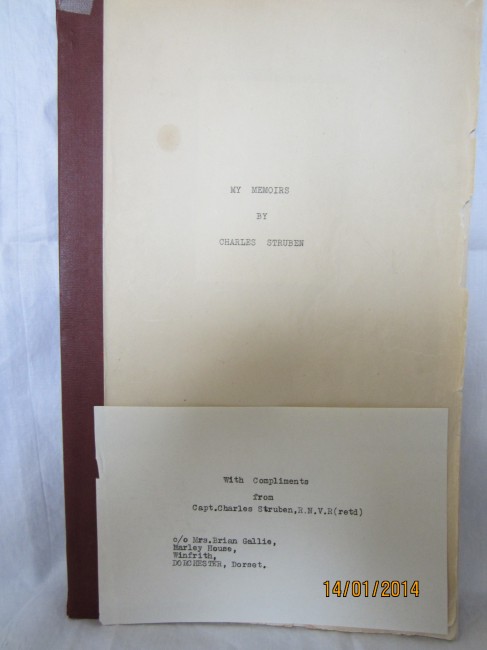 MY MEMOIRS
BY
CHARLES STRUBEN
With Compliments
from
Capt.Charles Struben,R.N.V.R(retd)
c/o Mrs.Brian Gallie,
Marley House,
Winfrith,
DORCHESTER, Dorset.
14/01/2014